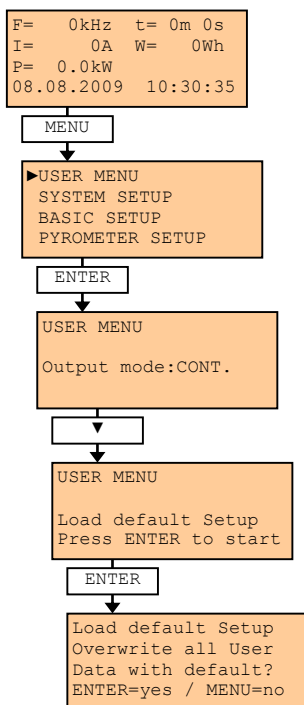 F=   0kHz  t= 0m 0s
I=     0A  W=   0Wh
P=  0.0kW
08.08.2009  10:30:35
MENU
►USER MENU
SYSTEM SETUP
BASIC SETUP
PYROMETER SETUP
ENTER
USER MENU
Output mode:CONT.
▼
USER MENU
Load default Setup
Press ENTER to start
ENTER
Load default Setup
Overwrite all User
Data with default?
ENTER=yes / MENU=no